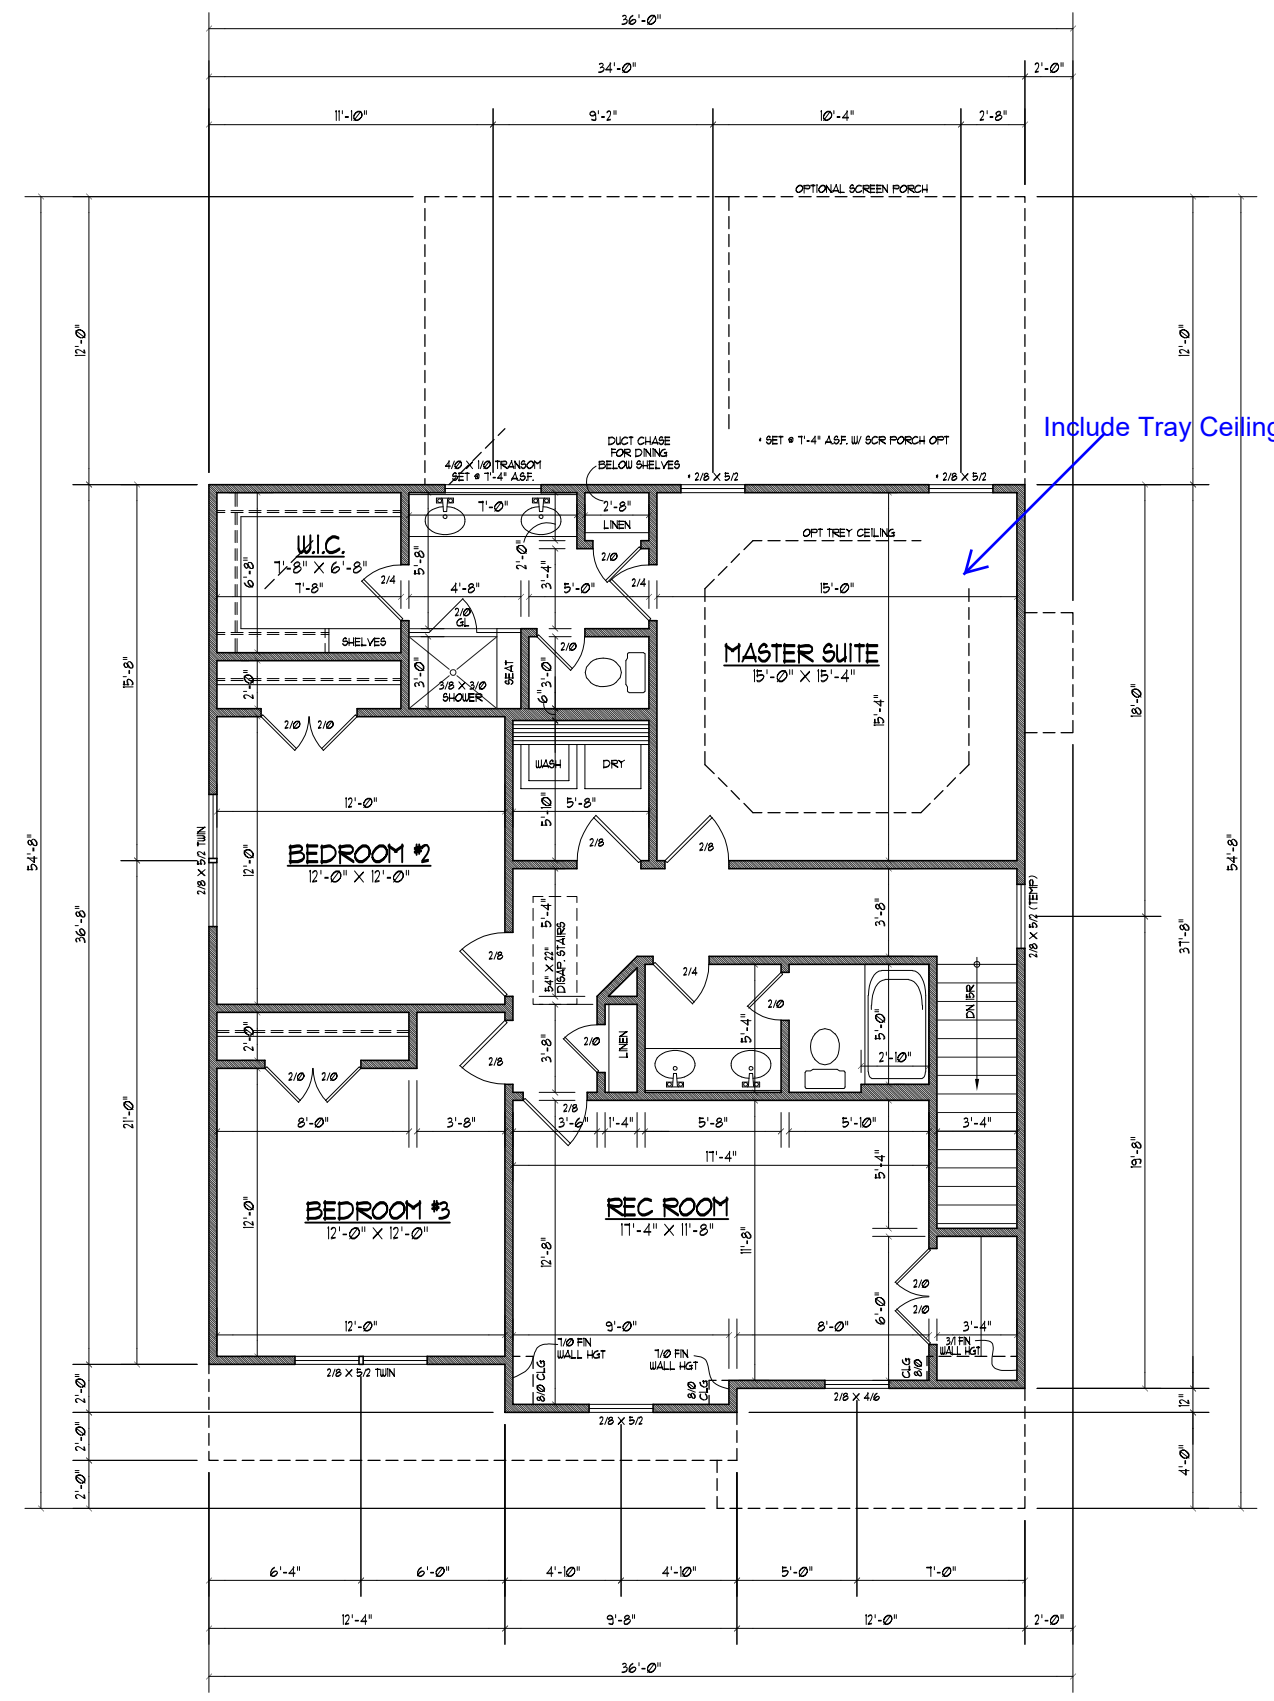 36'-0"
34'-0"
2'-0"
11'-10"
9'-2"
10'-4"
2'-8"
OPTIONAL SCREEN PORCH
12'-0"
12'-0"
Include Tray Ceiling
DUCT CHASE
FOR DINING
BELOW SHELVES
* SET @ 7'-4" A.S.F. W/ SCR PORCH OPT
4/0 X 1/0 TRANSOM
SET @ 7'-4" A.S.F.
* 2/8 X 5/2
* 2/8 X 5/2
7'-0"
2'-8"
LINEN
OPT TREY CEILING
W.I.C.
7'-8" X 6'-8"
6'-8"
7'-8"
5'-8"
2'-0"
3'-4"
2/0
2/4
2/4
4'-8"
5'-0"
15'-0"
2/0
GL
SHELVES
2/0
MASTER SUITE
15'-0" X 15'-4"
15'-8"
2'-0"
3'-0"
3/8 X 3/0
SHOWER
SEAT
3'-0"
6"
15'-4"
18'-0"
2/0
2/0
WASH
DRY
12'-0"
5'-10"
5'-8"
2/8
2/8
54'-8"
2/8 X 5/2 TWIN
BEDROOM #2
12'-0" X 12'-0"
12'-0"
54'-8"
36'-8"
5'-4"
54" X 22"
DISAP. STAIRS
3'-8"
2/8 X 5/2 (TEMP)
37'-8"
2/8
2/4
2/0
DN 15R
2'-0"
2/8
3'-8"
2/0
LINEN
5'-4"
5'-0"
2'-10"
2/0
2/0
21'-0"
2/8
8'-0"
3'-8"
3'-6"
1'-4"
5'-8"
5'-10"
3'-4"
17'-4"
5'-4"
19'-8"
BEDROOM #3
12'-0" X 12'-0"
12'-0"
REC ROOM
17'-4" X 11'-8"
12'-8"
11'-8"
6'-0"
2/0
2/0
12'-0"
9'-0"
8'-0"
3'-4"
7/0 FIN
WALL HGT
7/0 FIN
WALL HGT
3/1 FIN
WALL HGT
8/0 CLG
8/0
CLG
CLG
8/0
2/8 X 5/2 TWIN
2/8 X 5/2
2/8 X 4/6
2'-0"
2'-0"
2'-0"
12"
4'-0"
6'-4"
6'-0"
4'-10"
4'-10"
5'-0"
7'-0"
12'-4"
9'-8"
12'-0"
2'-0"
36'-0"